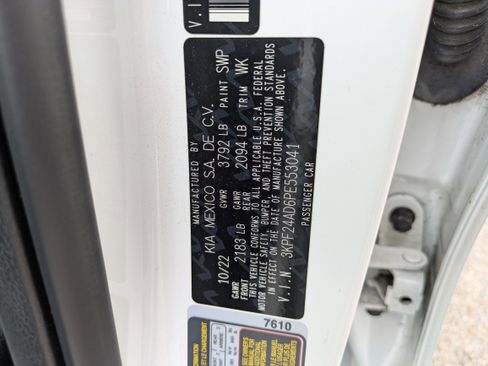 MANUFACTURED BY
KIA MEXICO S.A. DE C.V.
10/22 GVWR 3792 LB PAINT SWP
GAWR FRONT 2183 LB GAWR REAR 2094 LB TRIM WK
THIS VEHICLE CONFORMS TO ALL APPLICABLE U.S.A. FEDERAL
MOTOR VEHICLE SAFETY, BUMPER, AND THEFT PREVENTION STANDARDS
IN EFFECT ON THE DATE OF MANUFACTURE SHOWN ABOVE.
V.I.N. 3KPF24AD6PE553041
PASSENGER CAR
V.I.
7610